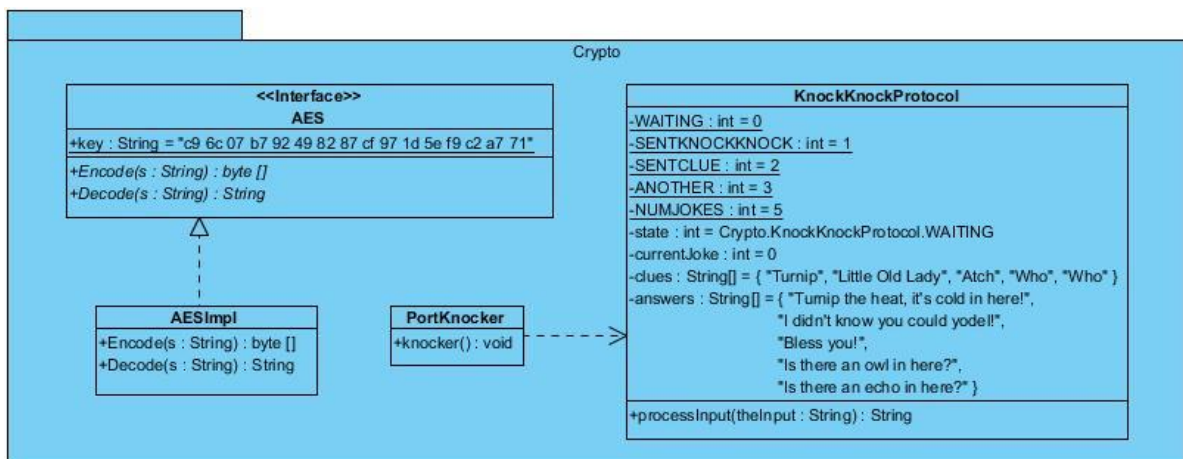 Crypto
<<Interface>>
AES
+key : String = "c9 6c 07 b7 92 49 82 87 cf 97 1d 5e f9 c2 a7 71"
+Encode(s : String) : byte []
+Decode(s : String) : String
AESImpl
+Encode(s : String) : byte []
+Decode(s : String) : String
PortKnocker
+knocker() : void
KnockKnockProtocol
-WAITING : int = 0
-SENTKNOCKKNOCK : int = 1
-SENTCLUE : int = 2
-ANOTHER : int = 3
-NUMJOKES : int = 5
-state : int = Crypto.KnockKnockProtocol.WAITING
-currentJoke : int = 0
-clues : String[] = { "Turnip", "Little Old Lady", "Atch", "Who", "Who" }
-answers : String[] = { "Turnip the heat, it's cold in here!",
"I didn't know you could yodel!",
"Bless you!",
"Is there an owl in here?",
"Is there an echo in here?" }
+processInput(theInput : String) : String